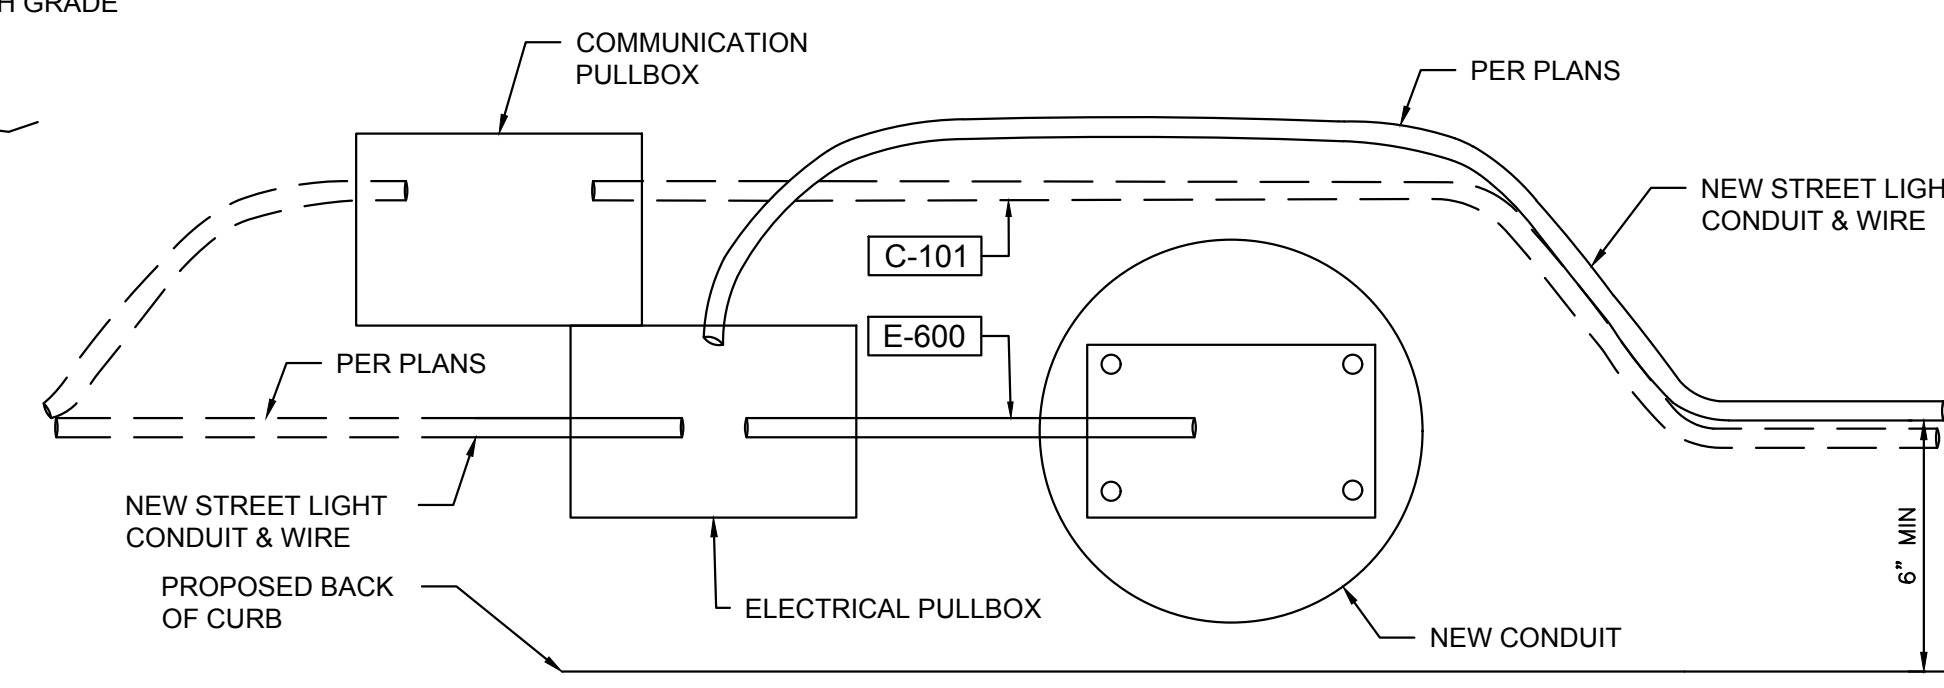 H GRADE
COMMUNICATION
PULLBOX
PER PLANS
NEW STREET LIGH
CONDUIT & WIRE
C-101
E-600
PER PLANS
NEW STREET LIGHT
CONDUIT & WIRE
6” MIN
PROPOSED BACK
OF CURB
ELECTRICAL PULLBOX
NEW CONDUIT